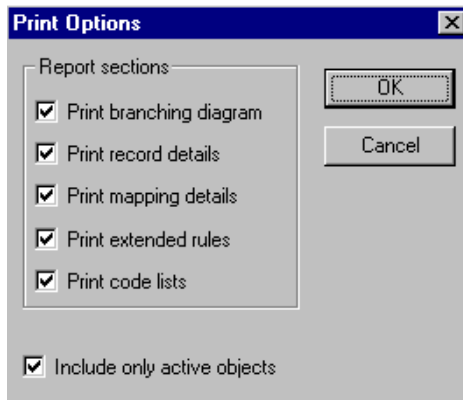 Print Options
Report sections
Print branching diagram
Print record details
Print mapping details
Print extended rules
Print code lists
OK
Cancel
Include only active objects